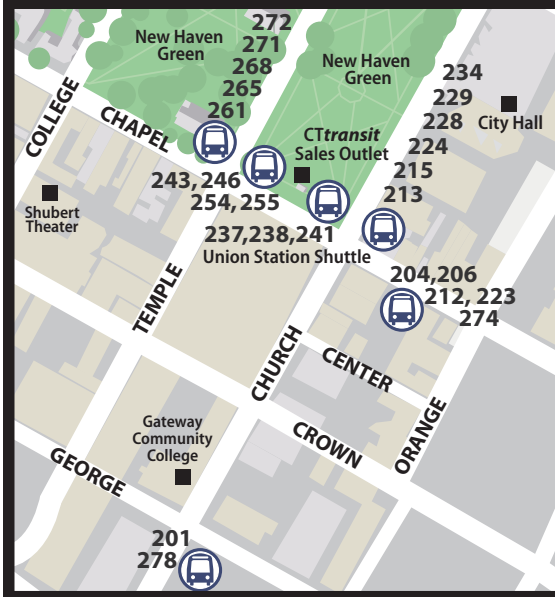 272
271
268
265
261
New Haven
Green
New Haven
Green
234
229
228
224
215
213
City Hall
COLLEGE
CHAPEL
CTtransit
Sales Outlet
243, 246
254, 255
Shubert
Theater
237,238,241
Union Station Shuttle
204,206
212, 223
274
TEMPLE
CHURCH
CENTER
ORANGE
CROWN
Gateway
Community
College
GEORGE
201
278